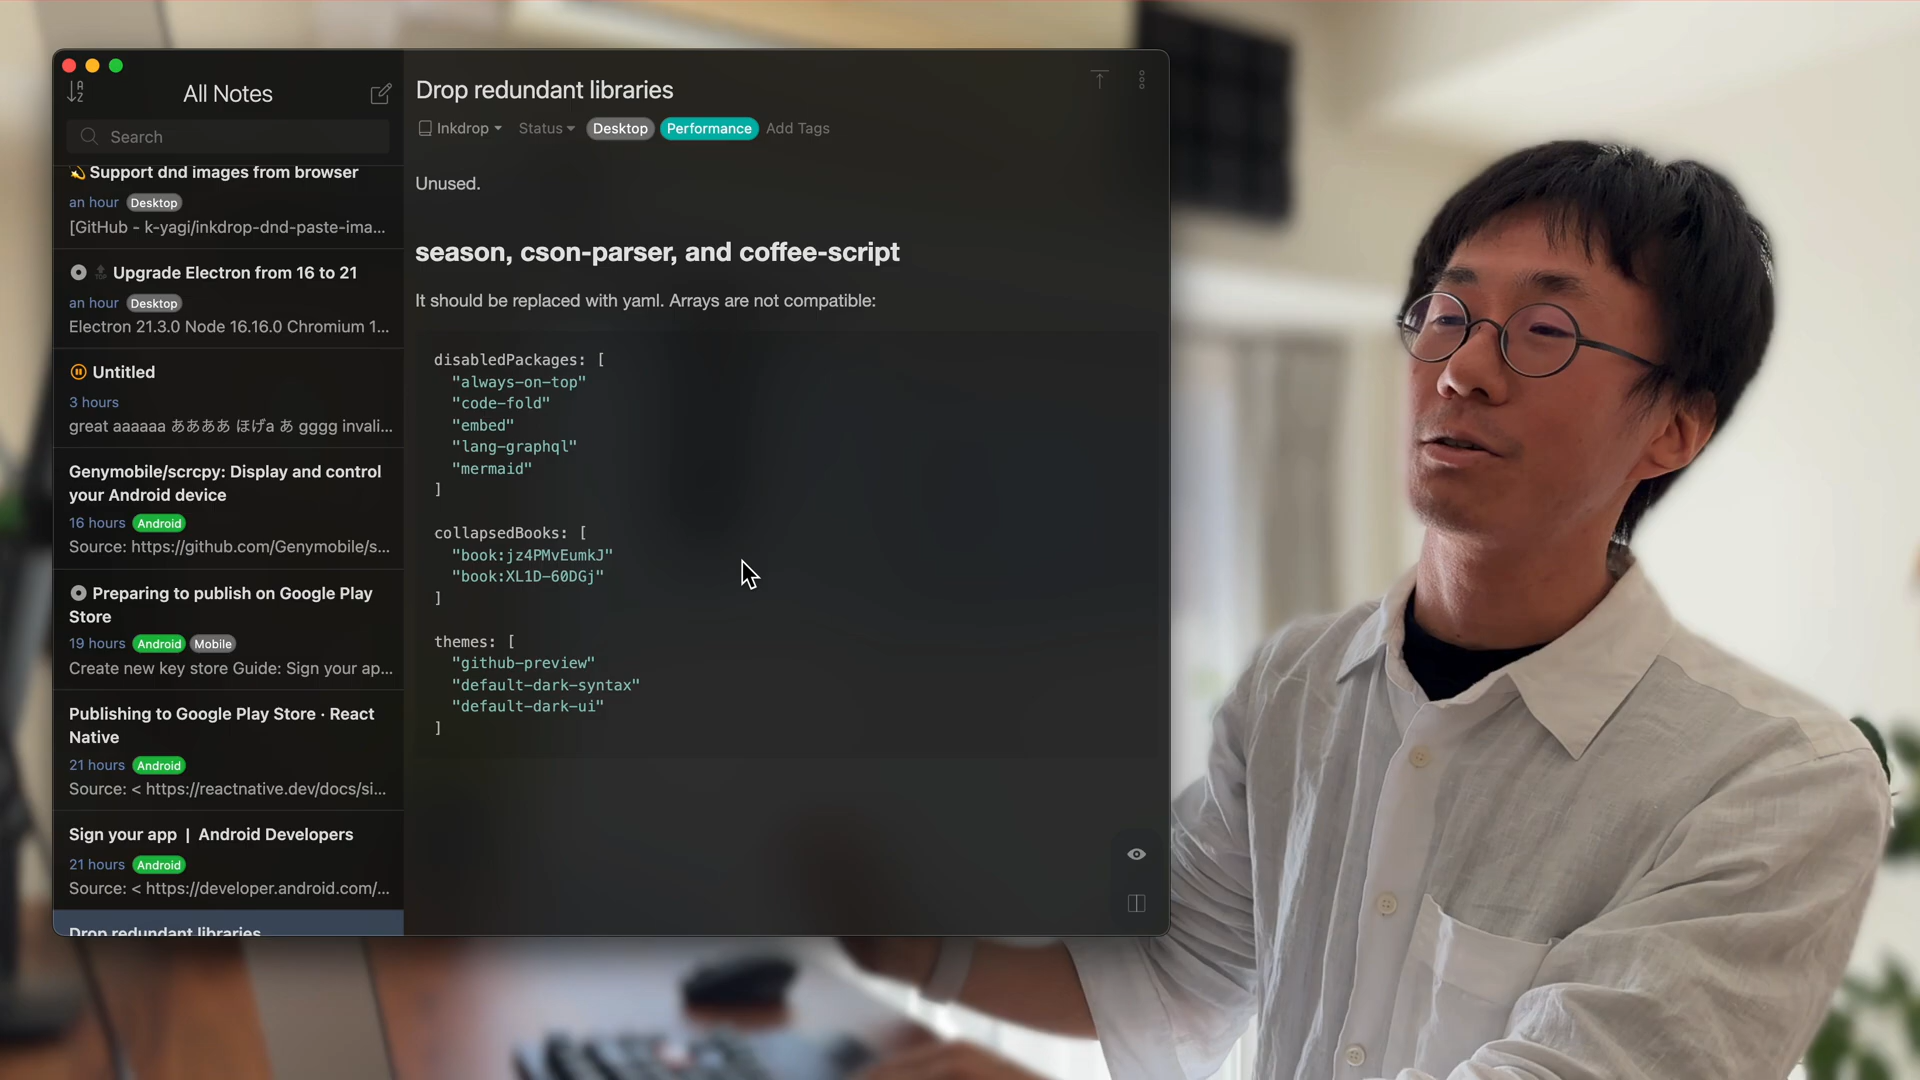 All Notes
Search
Support dnd images from browser
an hour Desktop
[GitHub - k-yagi/inkdrop-dnd-paste-ima...
Upgrade Electron from 16 to 21
an hour Desktop
Electron 21.3.0 Node 16.16.0 Chromium 1...
Untitled
3 hours
great aaaaaa ああああ ほげa あ gggg invali...
Genymobile/scrcpy: Display and control
your Android device
16 hours Android
Source: https://github.com/Genymobile/s...
Preparing to publish on Google Play
Store
19 hours Android Mobile
Create new key store Guide: Sign your ap...
Publishing to Google Play Store · React
Native
21 hours Android
Source: < https://reactnative.dev/docs/si...
Sign your app | Android Developers
21 hours Android
Source: < https://developer.android.com/...
Drop redundant libraries
Drop redundant libraries
Inkdrop Status Desktop Performance Add Tags
Unused.
season, cson-parser, and coffee-script
It should be replaced with yaml. Arrays are not compatible:
disabledPackages: [
"always-on-top"
"code-fold"
"embed"
"lang-graphql"
"mermaid"
]
collapsedBooks: [
"book:jz4PMvEumkJ"
"book:XL1D-60DGj"
]
themes: [
"github-preview"
"default-dark-syntax"
"default-dark-ui"
]